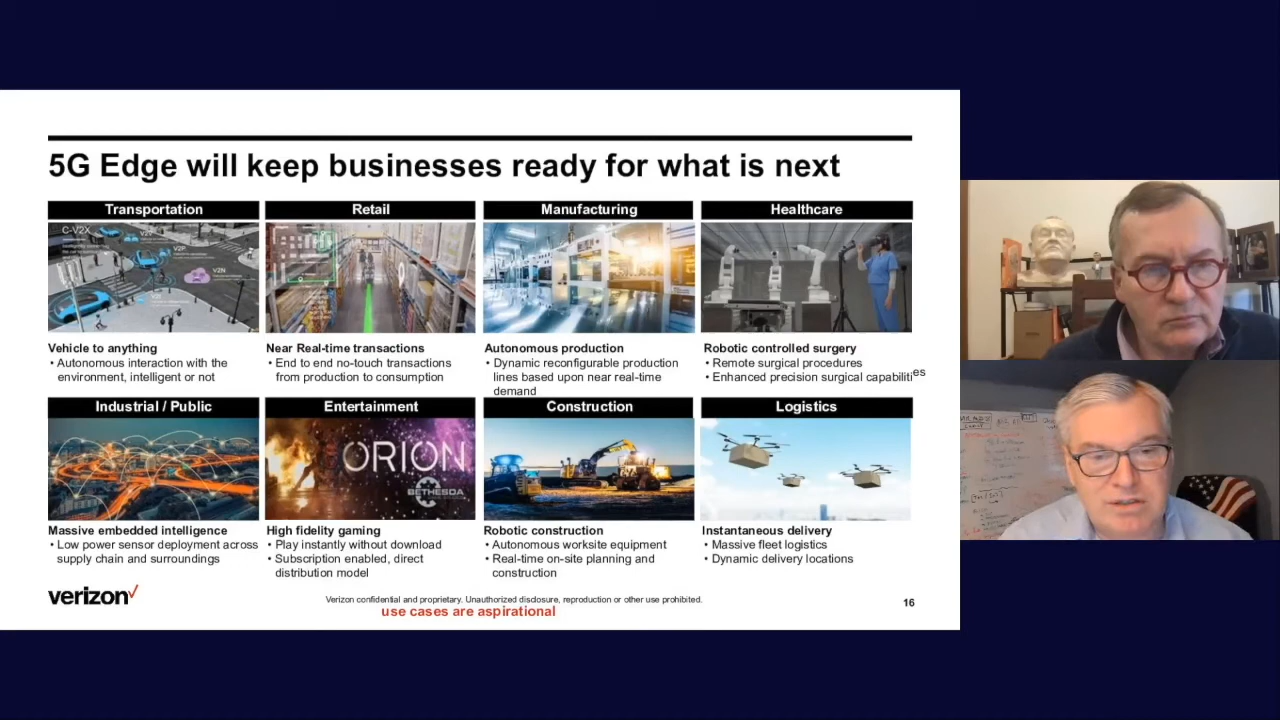 5G Edge will keep businesses ready for what is next
Transportation
Retail
Manufacturing
Healthcare
C-V2X
V2V
V2P
V2N
V2I
Vehicle to anything
• Autonomous interaction with the
environment, intelligent or not
Near Real-time transactions
• End to end no-touch transactions
from production to consumption
Autonomous production
• Dynamic reconfigurable production
lines based upon near real-time
demand
Robotic controlled surgery
• Remote surgical procedures
• Enhanced precision surgical capabilities
Industrial / Public
Entertainment
Construction
Logistics
ORION
BETHESDA
Massive embedded intelligence
• Low power sensor deployment across
supply chain and surroundings
High fidelity gaming
• Play instantly without download
• Subscription enabled, direct
distribution model
Robotic construction
• Autonomous worksite equipment
• Real-time on-site planning and
construction
Instantaneous delivery
• Massive fleet logistics
• Dynamic delivery locations
verizon
Verizon confidential and proprietary. Unauthorized disclosure, reproduction or other use prohibited.
use cases are aspirational
16